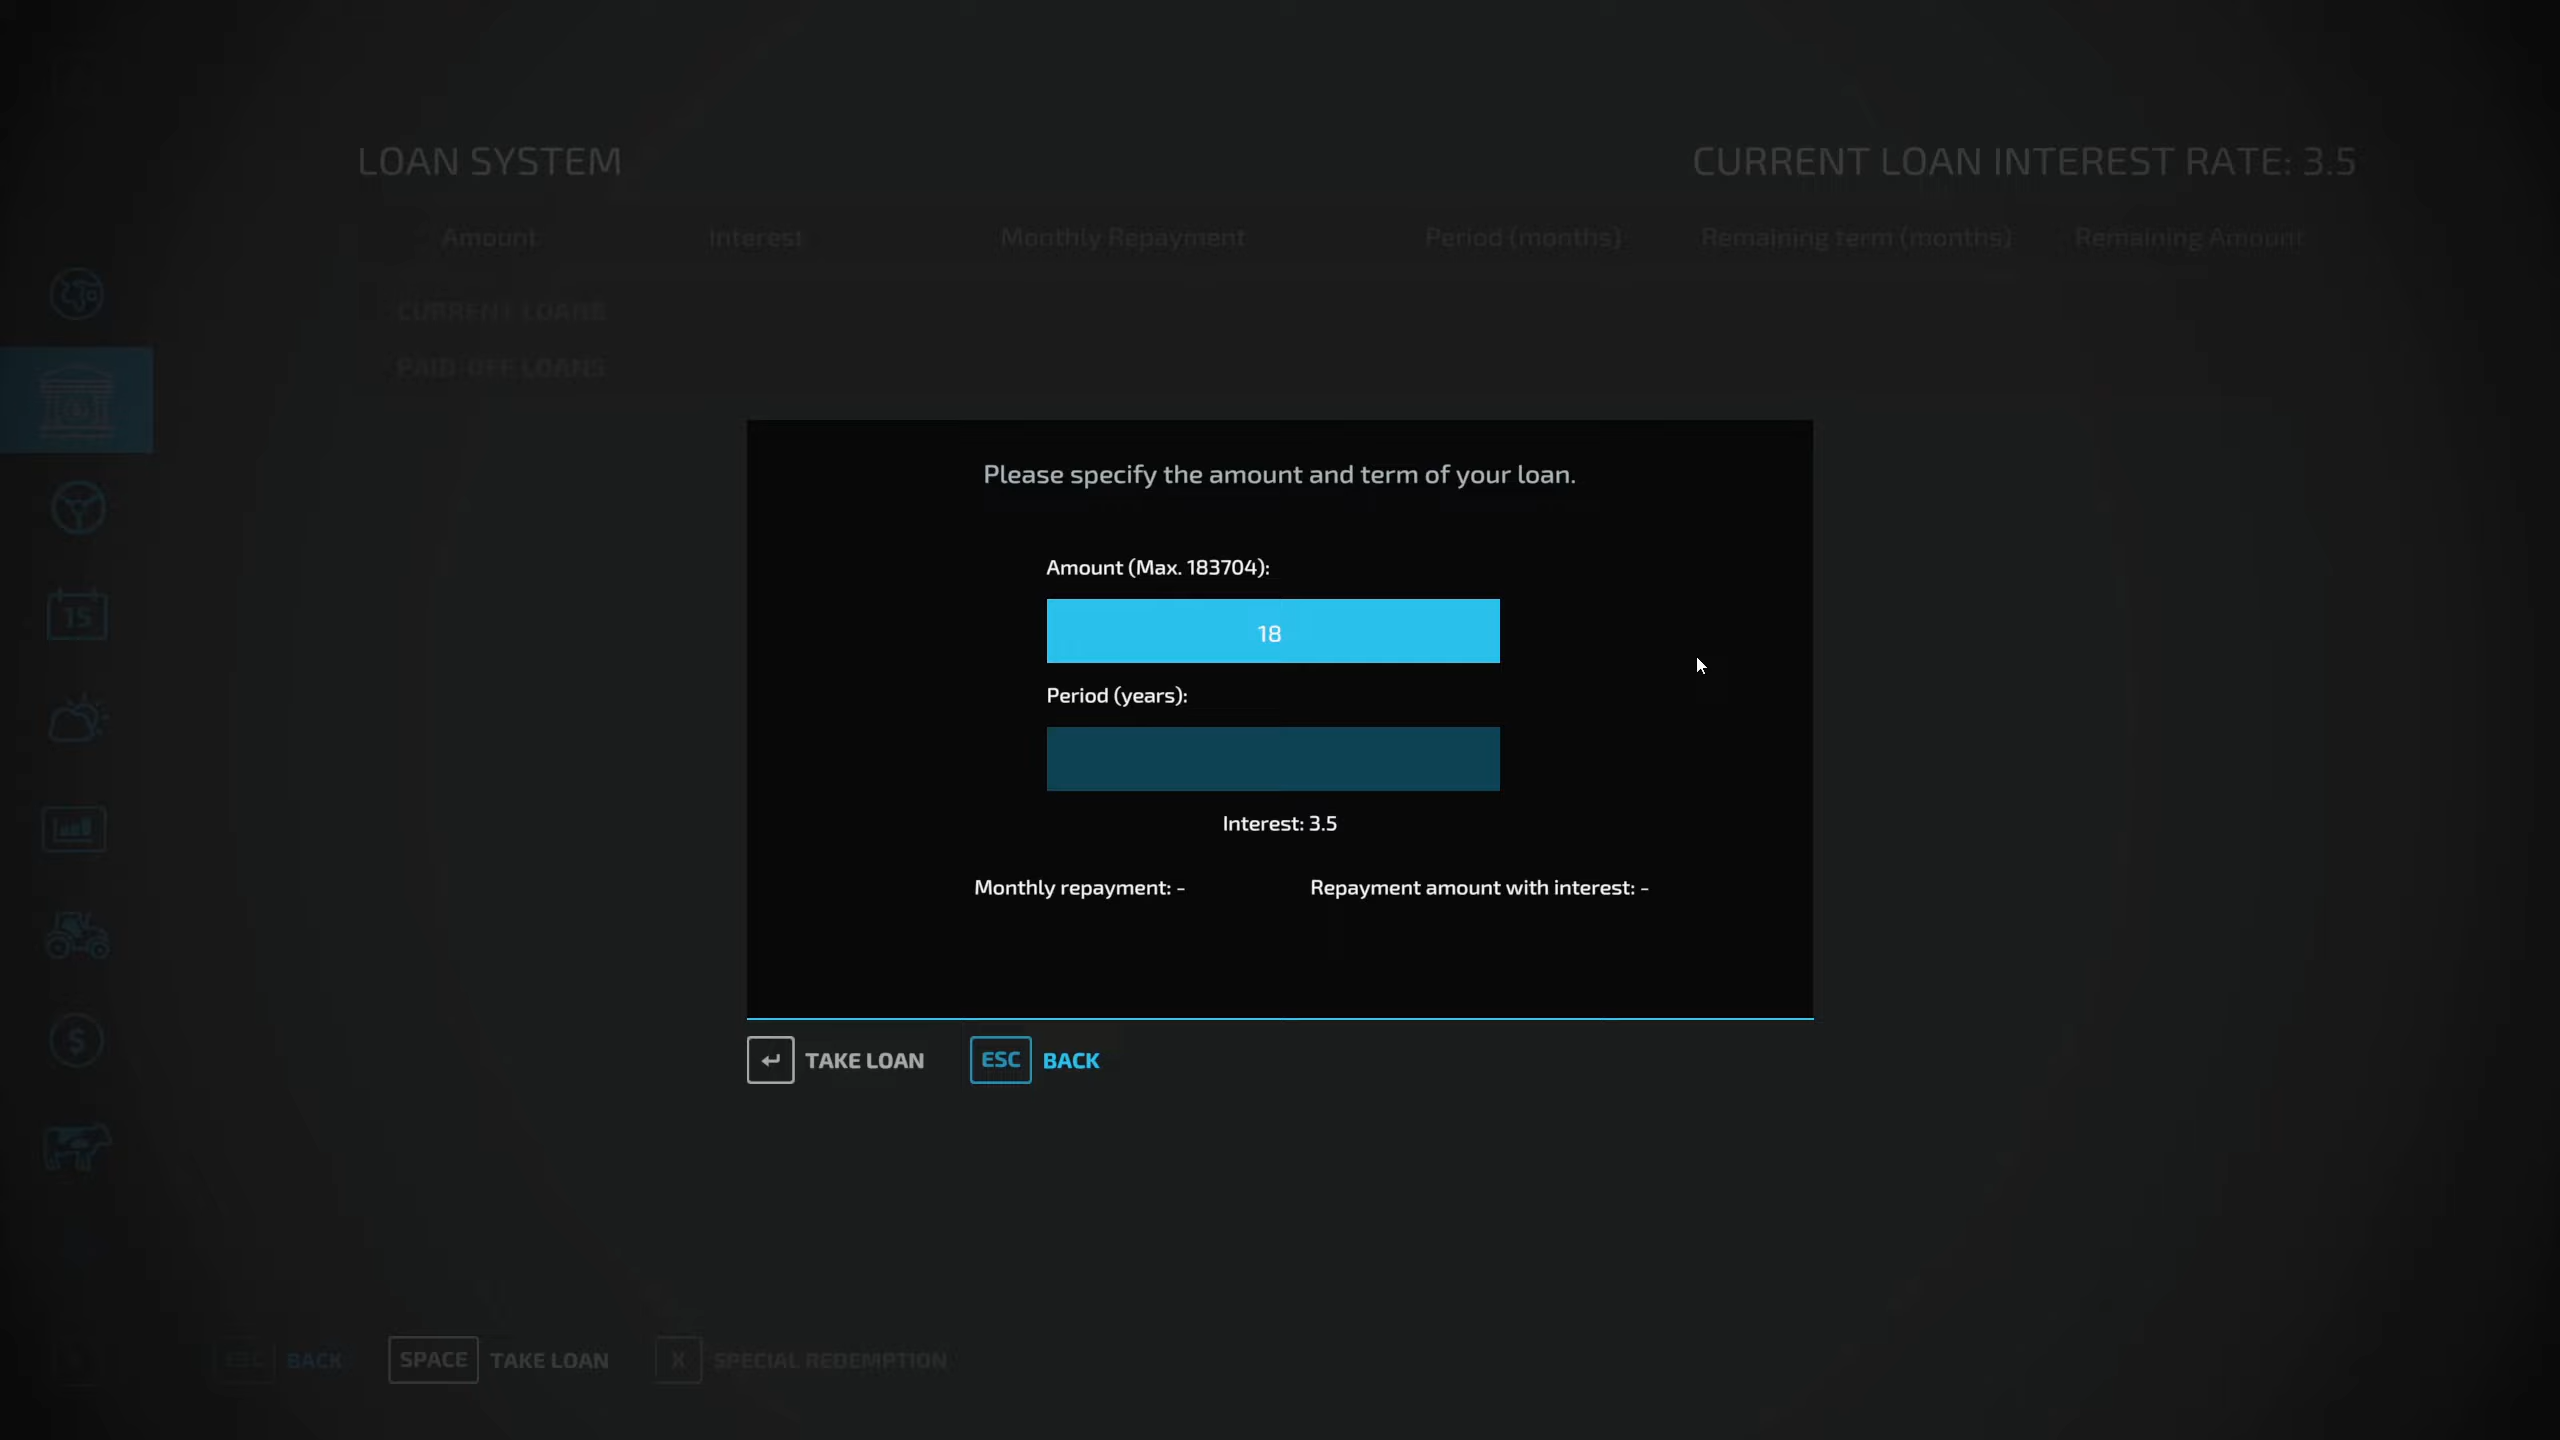 LOAN SYSTEM
CURRENT LOAN INTEREST RATE: 3.5
Amount
Interest
Monthly Repayment
Period (months)
Remaining term (months)
Remaining Amount
CURRENT LOANS
PAID-OFF LOANS
15
$
Please specify the amount and term of your loan.
Amount (Max. 183704):
18
Period (years):
Interest: 3.5
Monthly repayment: -
Repayment amount with interest: -
TAKE LOAN
ESC BACK
ESC BACK
SPACE TAKE LOAN
X SPECIAL REDEMPTION